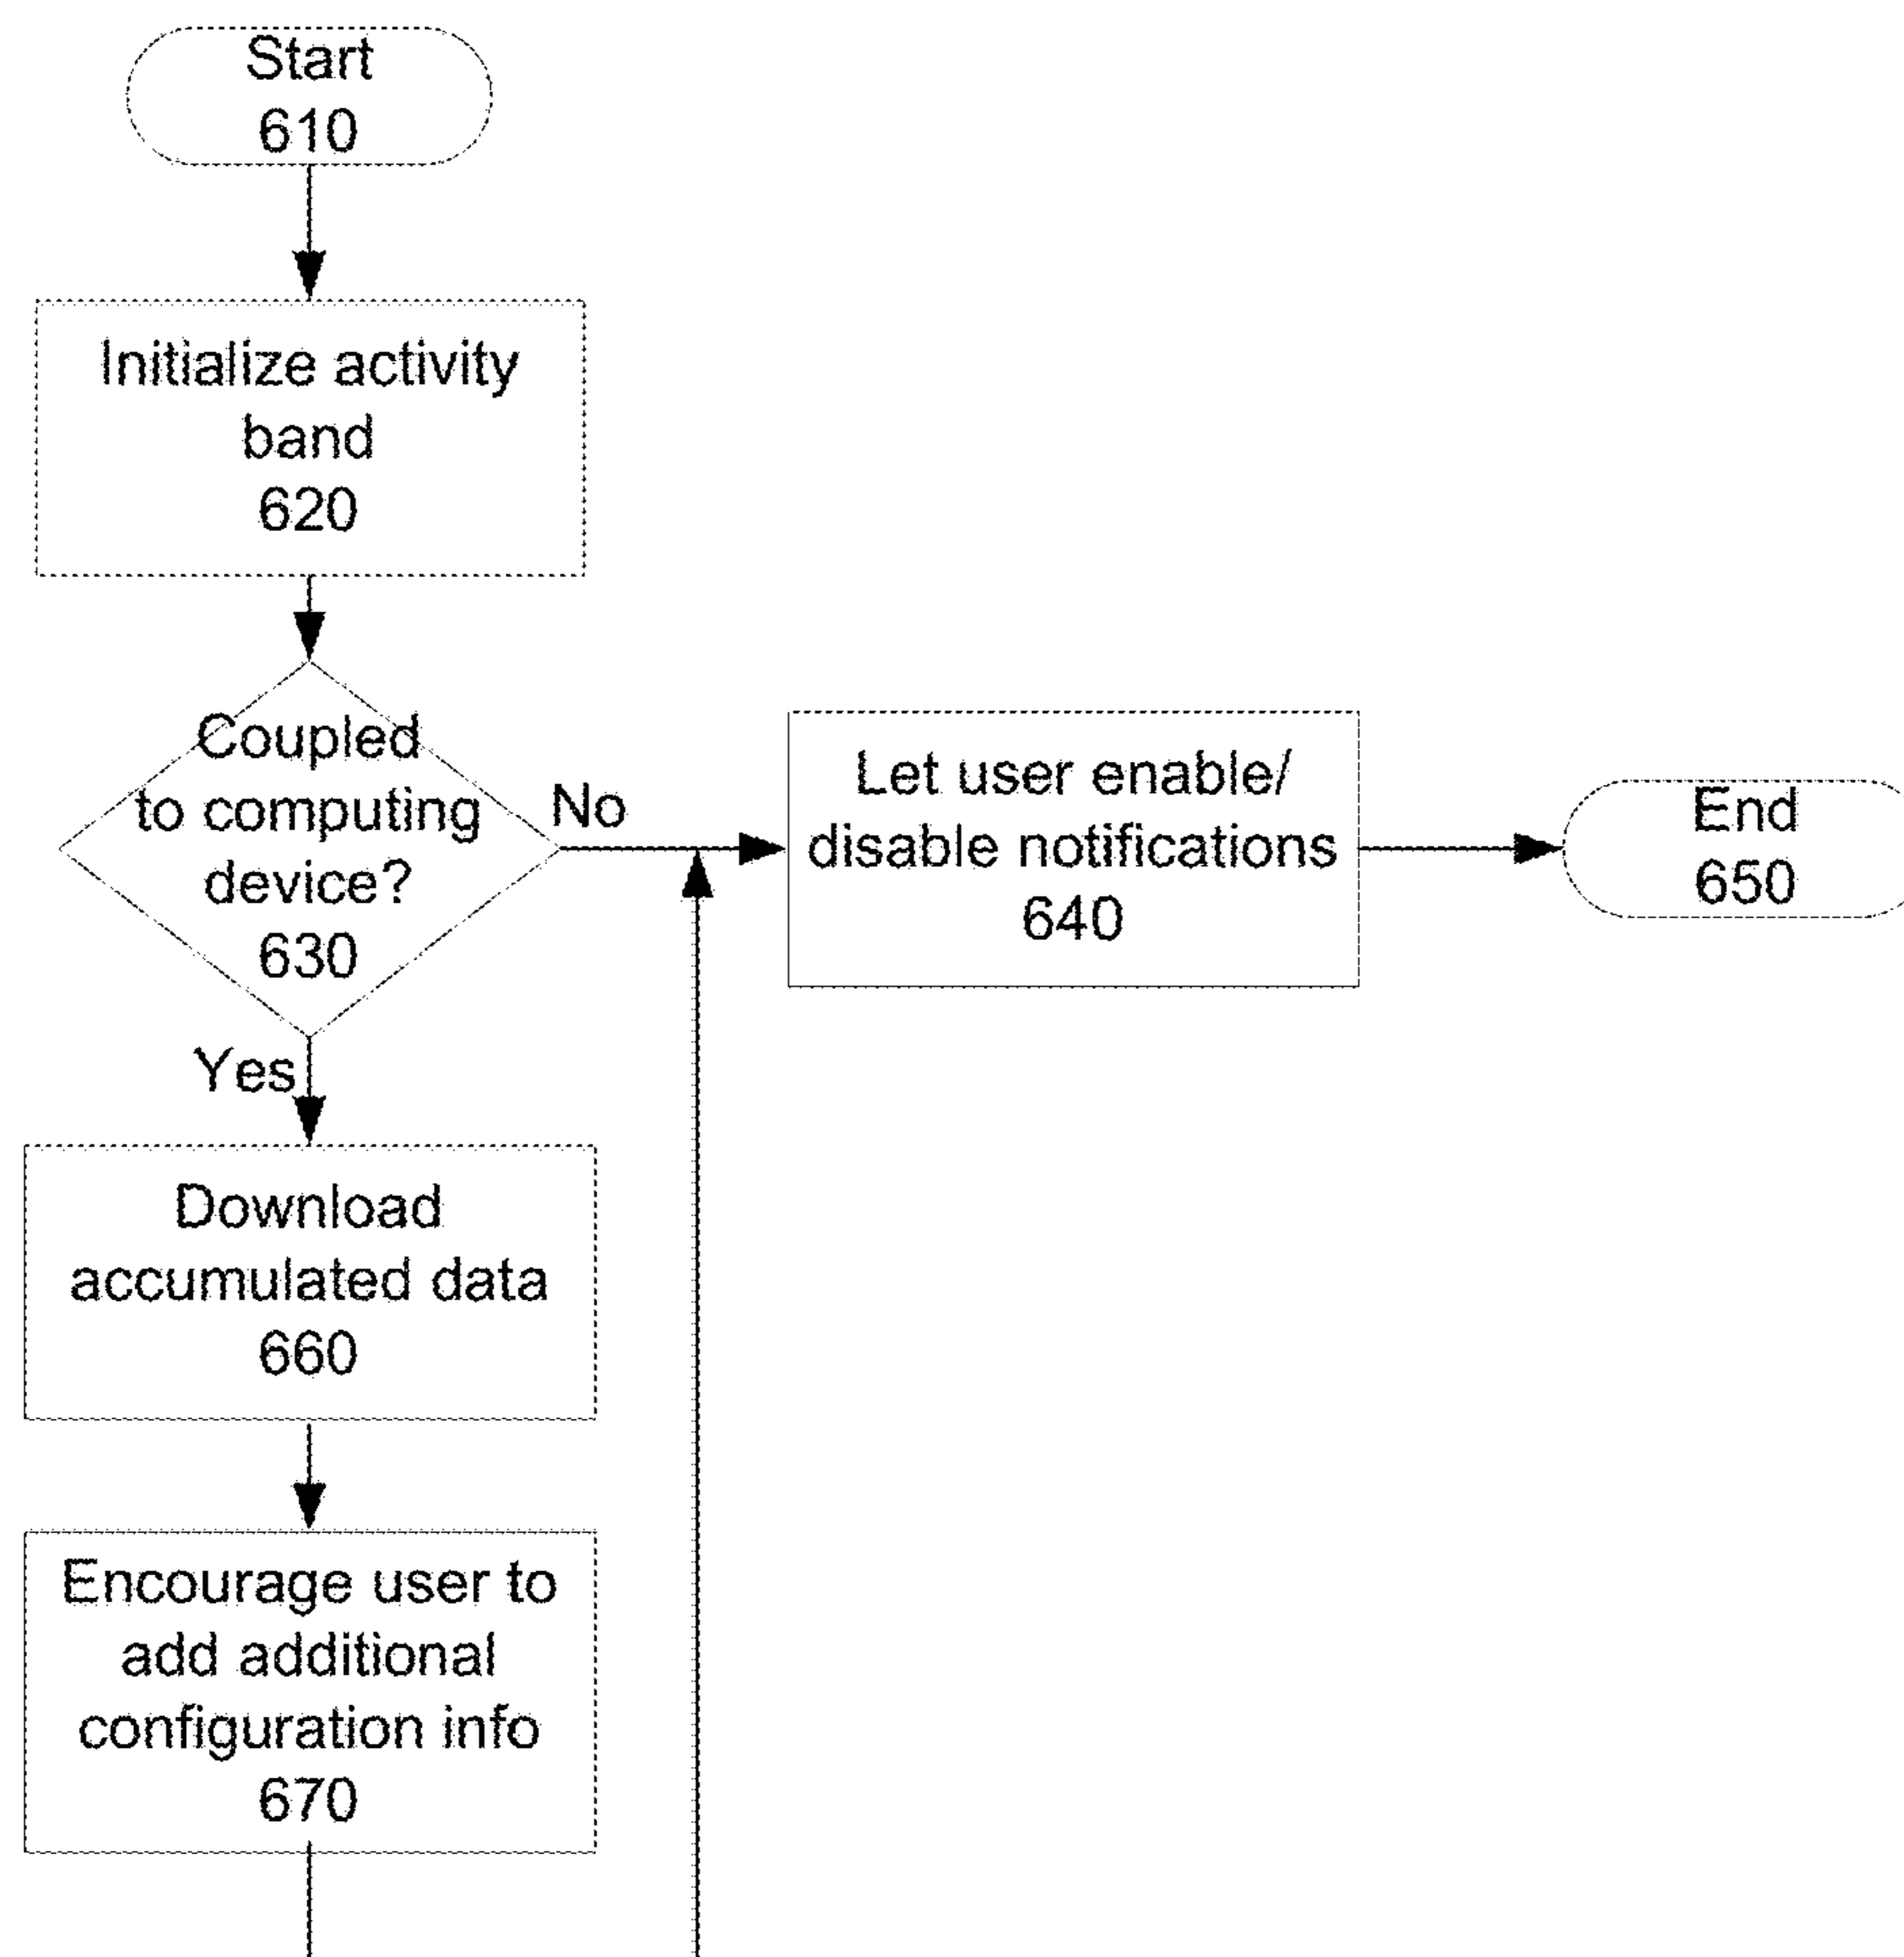 Start
610
Initialize activity
band
620
Coupled
to computing
device?
630
No
Let user enable/
disable notifications
640
End
650
Yes
Download
accumulated data
660
Encourage user to
add additional
configuration info
670